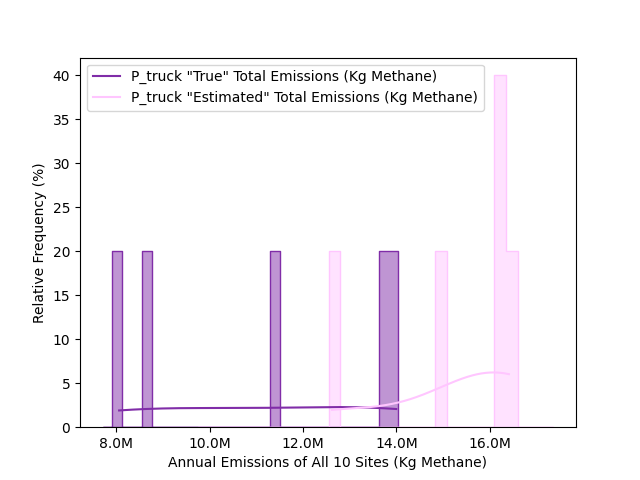 P_truck "True" Total Emissions (Kg Methane)
P_truck "Estimated" Total Emissions (Kg Methane)
40
35
30
25
20
15
10
5
0
Relative Frequency (%)
8.0M 10.0M 12.0M 14.0M 16.0M
Annual Emissions of All 10 Sites (Kg Methane)